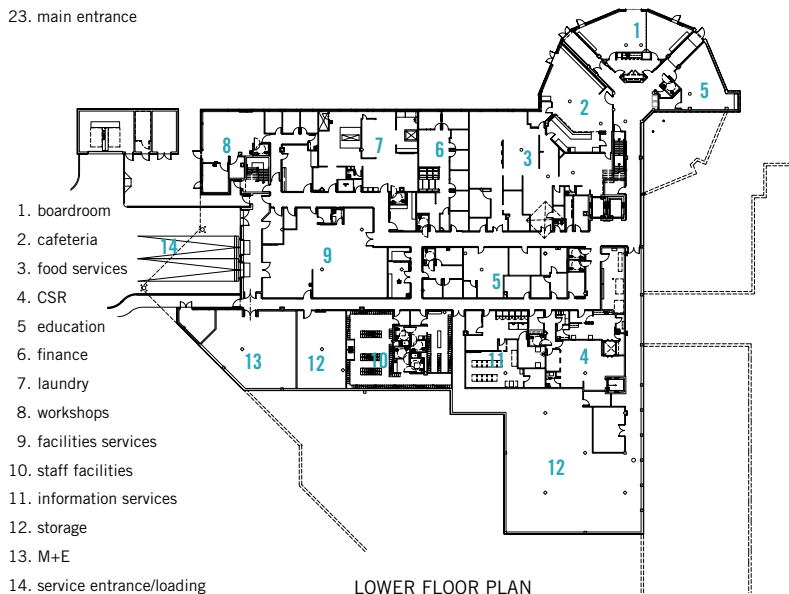 23. main entrance
1
2
5
7
6
8
3
1. boardroom
2. cafeteria
14
3. food services
9
5
4. CSR
5 education
6. finance
13
12
10
11
4
7. laundry
8. workshops
9. facilities services
10. staff facilities
12
11. information services
12. storage
13. M+E
14. service entrance/loading
LOWER FLOOR PLAN